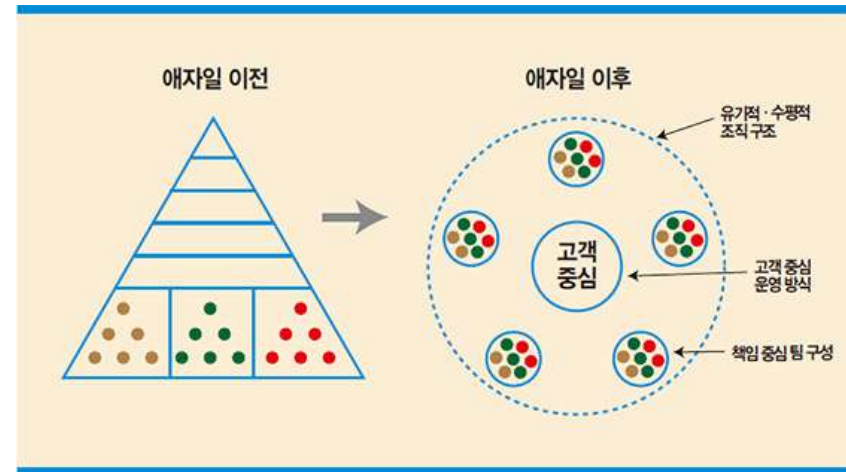 애자일 이전
애자일 이후
유기적·수평적
조직 구조
고객
중심
고객 중심
운영 방식
책임 중심 팀 구성